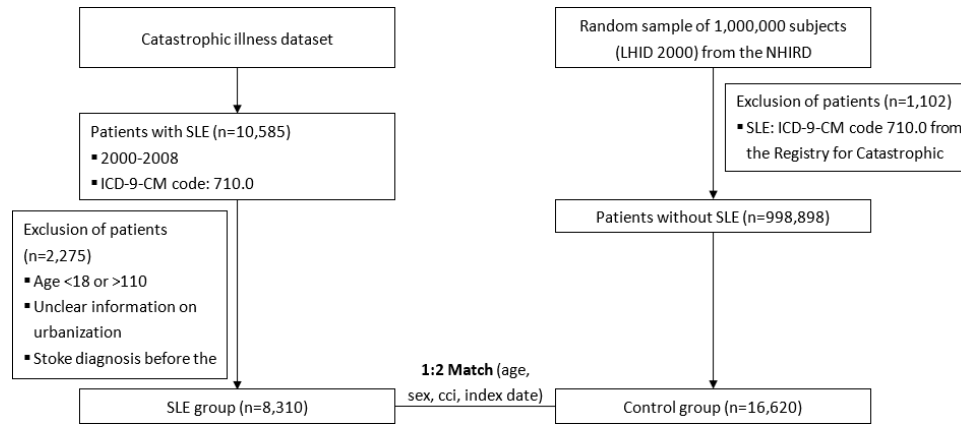 Catastrophic illness dataset
Patients with SLE (n=10,585)
▪ 2000-2008
▪ ICD-9-CM code: 710.0
Exclusion of patients
(n=2,275)
▪ Age <18 or >110
▪ Unclear information on
urbanization
▪ Stoke diagnosis before the
SLE group (n=8,310)
1:2 Match (age,
sex, cci, index date)
Random sample of 1,000,000 subjects
(LHID 2000) from the NHIRD
Exclusion of patients (n=1,102)
▪ SLE: ICD-9-CM code 710.0 from
the Registry for Catastrophic
Patients without SLE (n=998,898)
Control group (n=16,620)